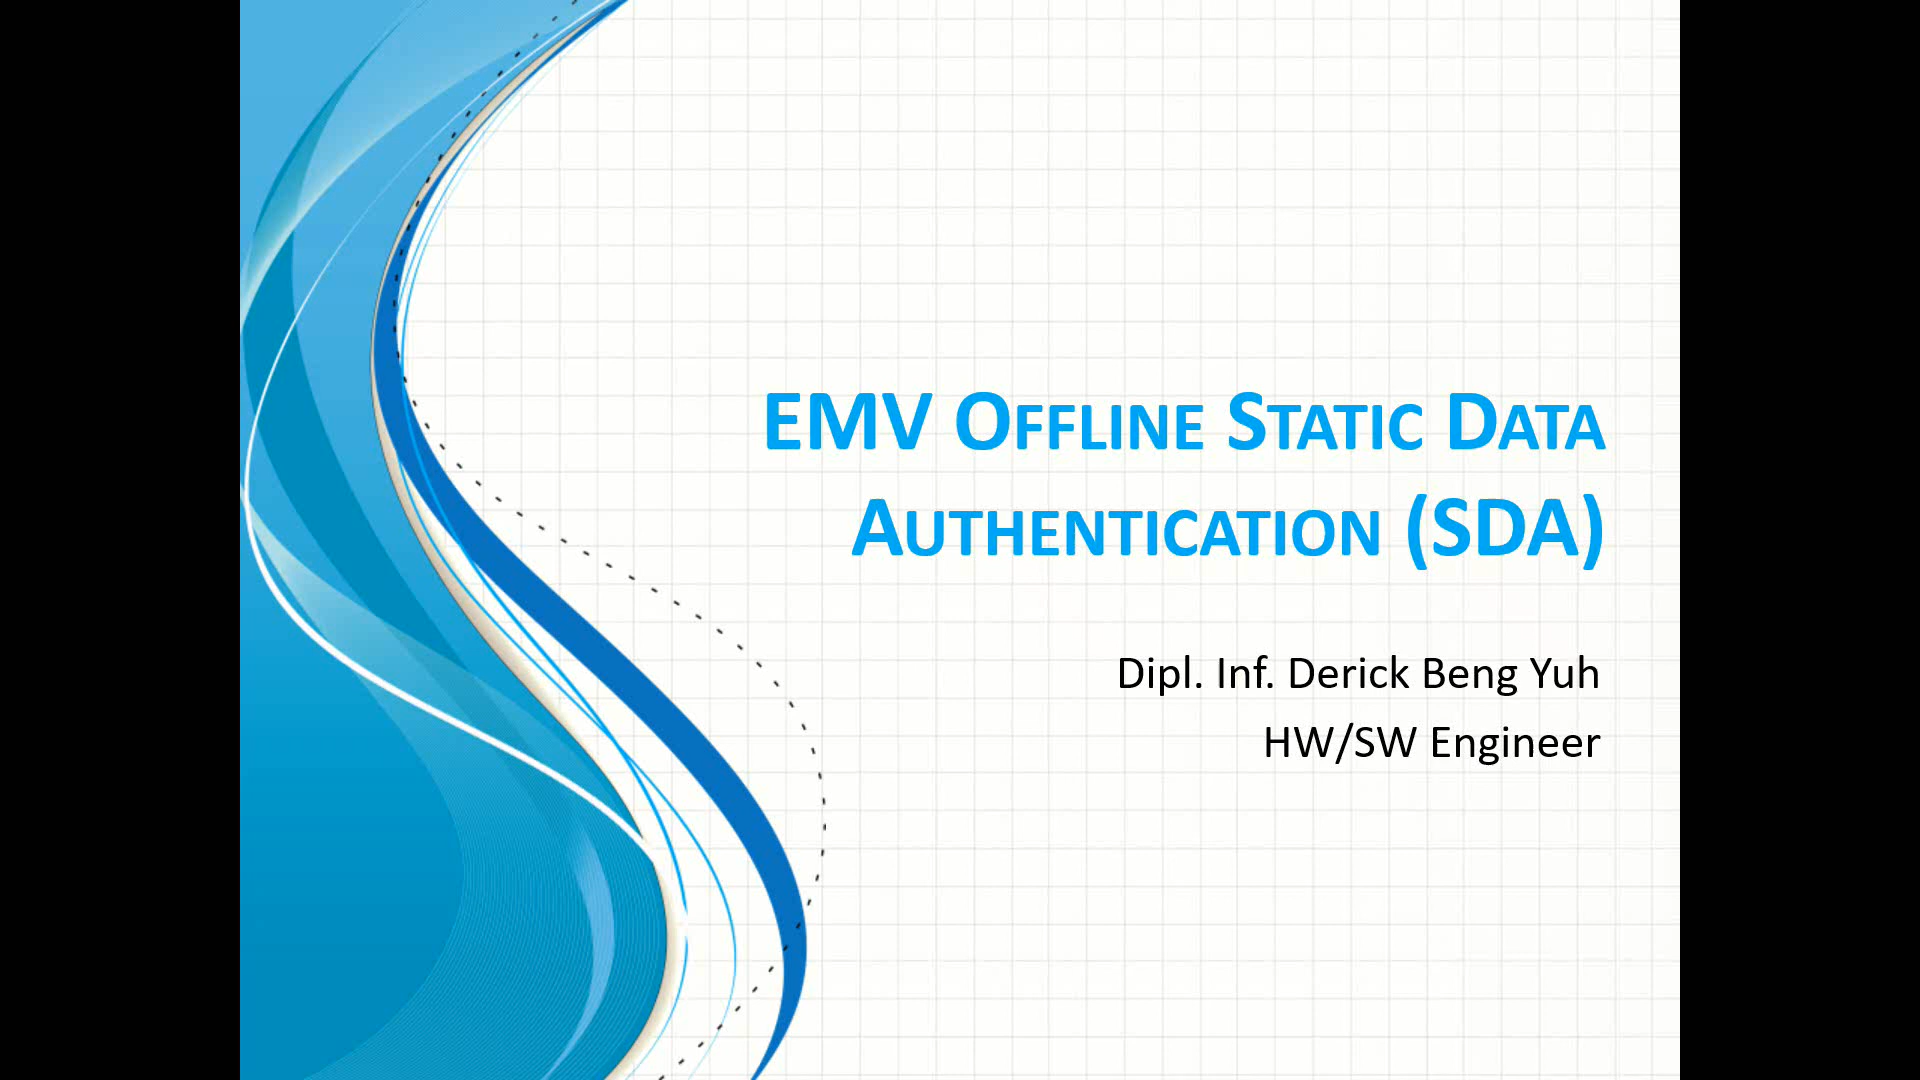 EMV Offline Static Data
Authentication (SDA)
Dipl. Inf. Derick Beng Yuh
HW/SW Engineer